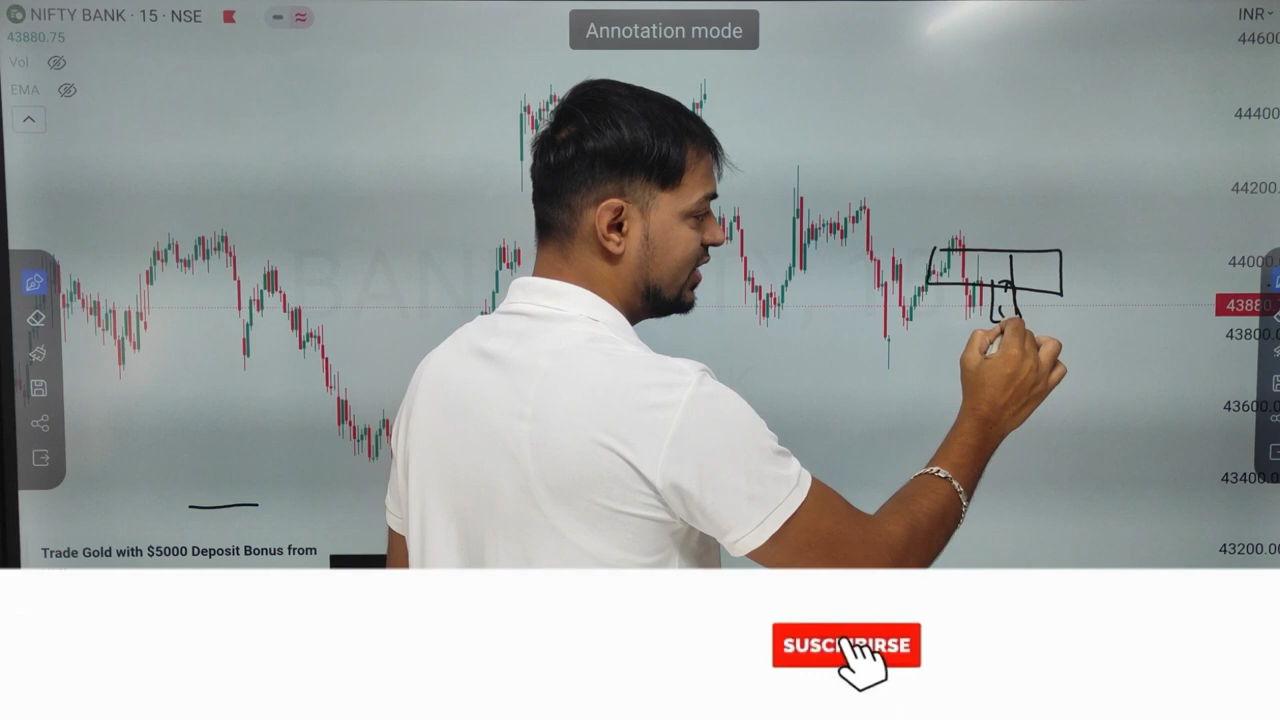 NIFTY BANK · 15 · NSE
Annotation mode
INR
43880.75
44600
Vol
EMA
44400
44200
44000
43880
43800
43600
43400
43200.00
Trade Gold with $5000 Deposit Bonus from
SUSCRIBIRSE